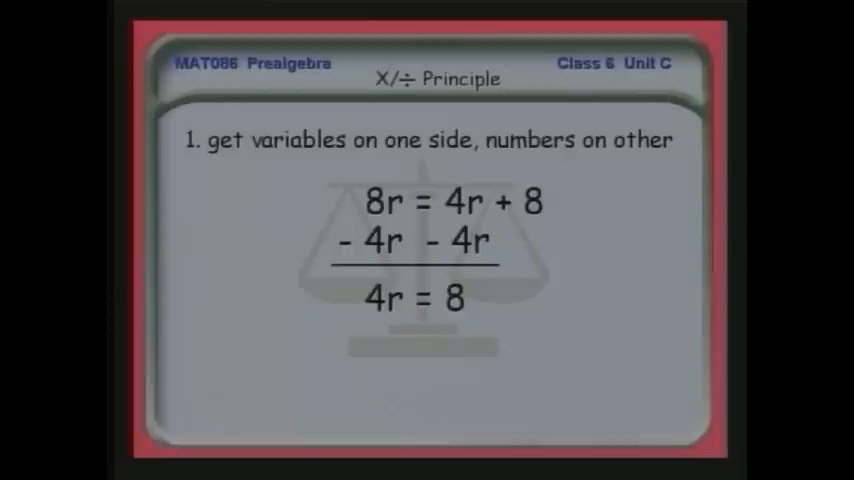 MAT086 Prealgebra
Class 6 Unit C
X/÷ Principle
1. get variables on one side, numbers on other
8r = 4r + 8
- 4r - 4r
4r = 8